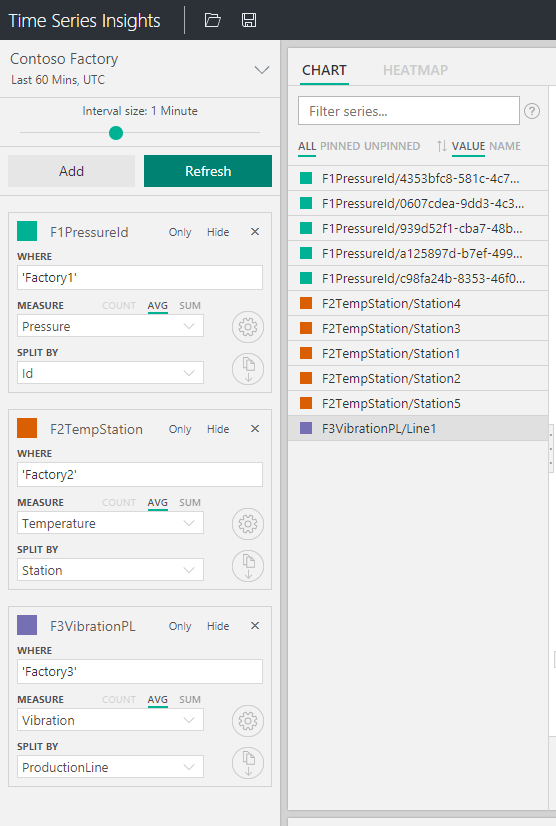 Time Series Insights
Contoso Factory
Last 60 Mins, UTC
Interval size: 1 Minute
Add Refresh
F1PressureId Only Hide ×
WHERE
'Factory1'
MEASURE COUNT AVG SUM
Pressure
SPLIT BY
Id
F2TempStation Only Hide ×
WHERE
'Factory2'
MEASURE COUNT AVG SUM
Temperature
SPLIT BY
Station
F3VibrationPL Only Hide ×
WHERE
'Factory3'
MEASURE COUNT AVG SUM
Vibration
SPLIT BY
ProductionLine
CHART HEATMAP
Filter series... ?
ALL PINNED UNPINNED VALUE NAME
F1PressureId/4353bfc8-581c-4c7...
F1PressureId/0607cdea-9dd3-4c3...
F1PressureId/939d52f1-cba7-48b...
F1PressureId/a125897d-b7ef-499...
F1PressureId/c98fa24b-8353-46f0...
F2TempStation/Station4
F2TempStation/Station3
F2TempStation/Station1
F2TempStation/Station2
F2TempStation/Station5
F3VibrationPL/Line1